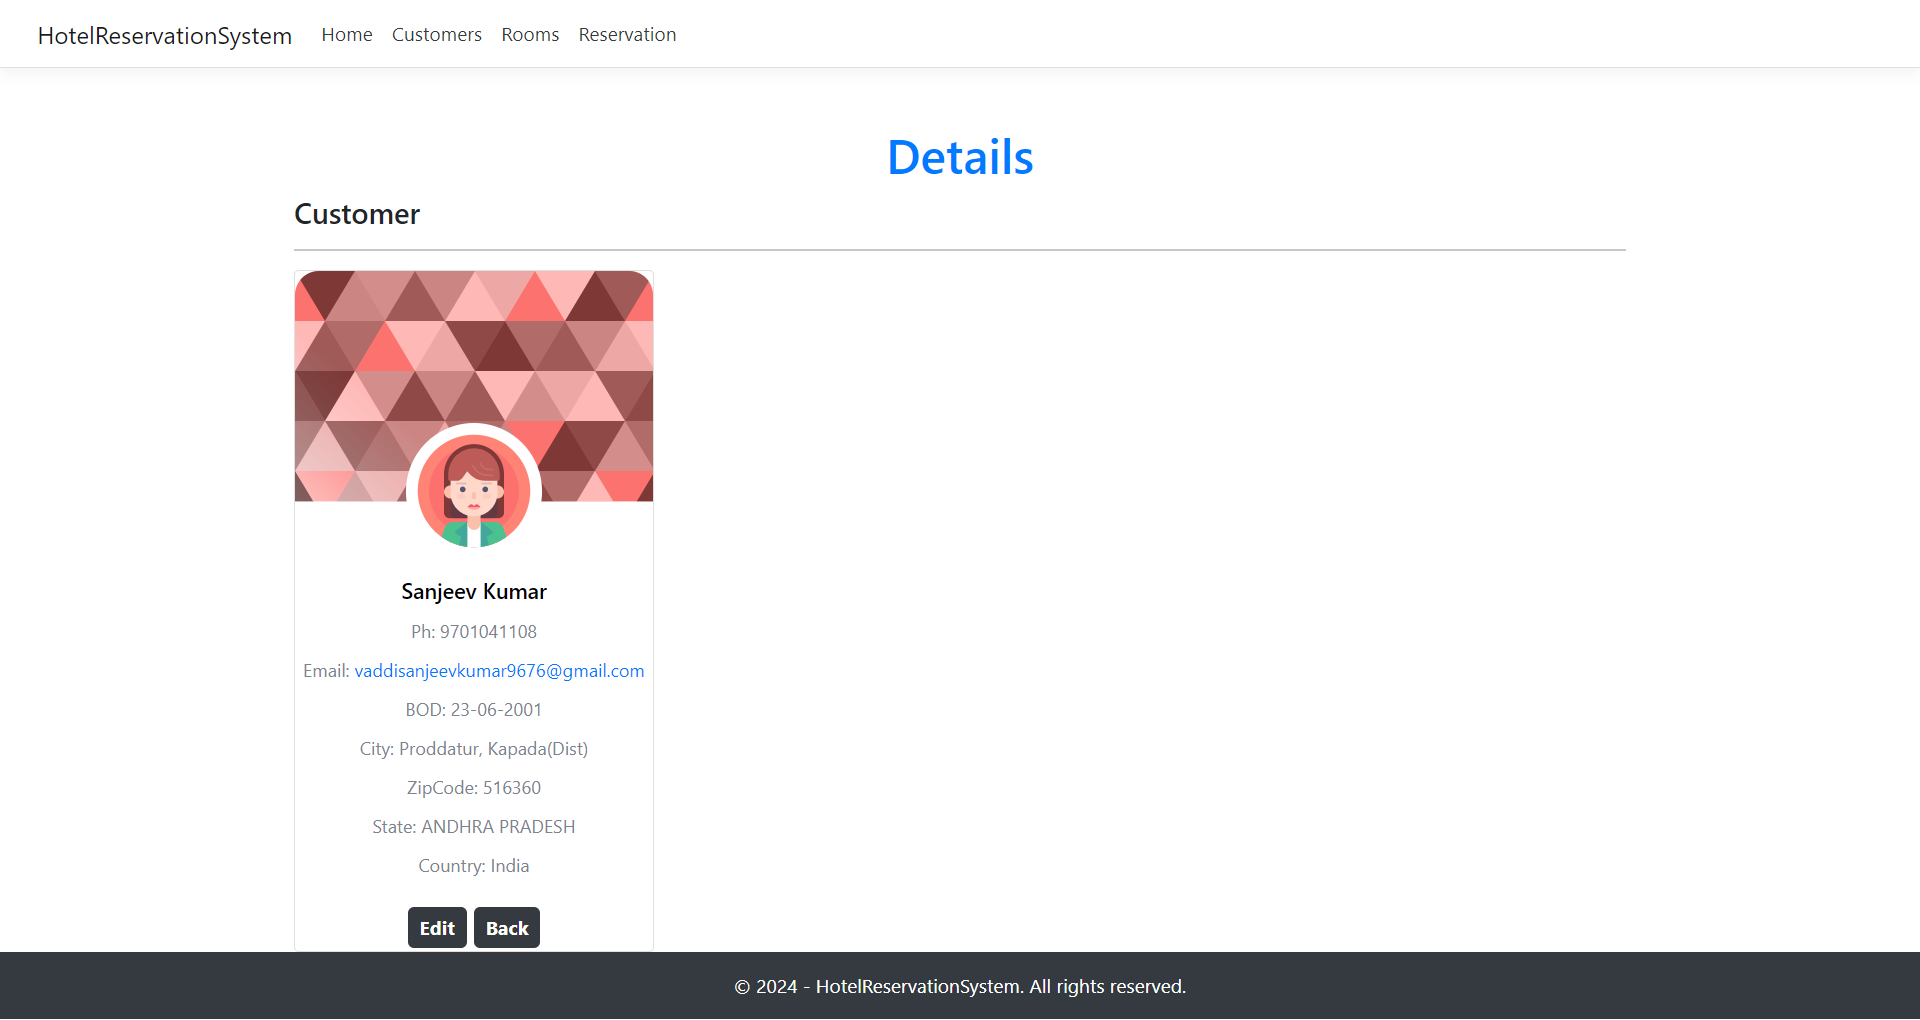 HotelReservationSystem Home Customers Rooms Reservation
Details
Customer
Sanjeev Kumar
Ph: 9701041108
Email: vaddisanjeevkumar9676@gmail.com
BOD: 23-06-2001
City: Proddatur, Kapada(Dist)
ZipCode: 516360
State: ANDHRA PRADESH
Country: India
Edit Back
© 2024 - HotelReservationSystem. All rights reserved.